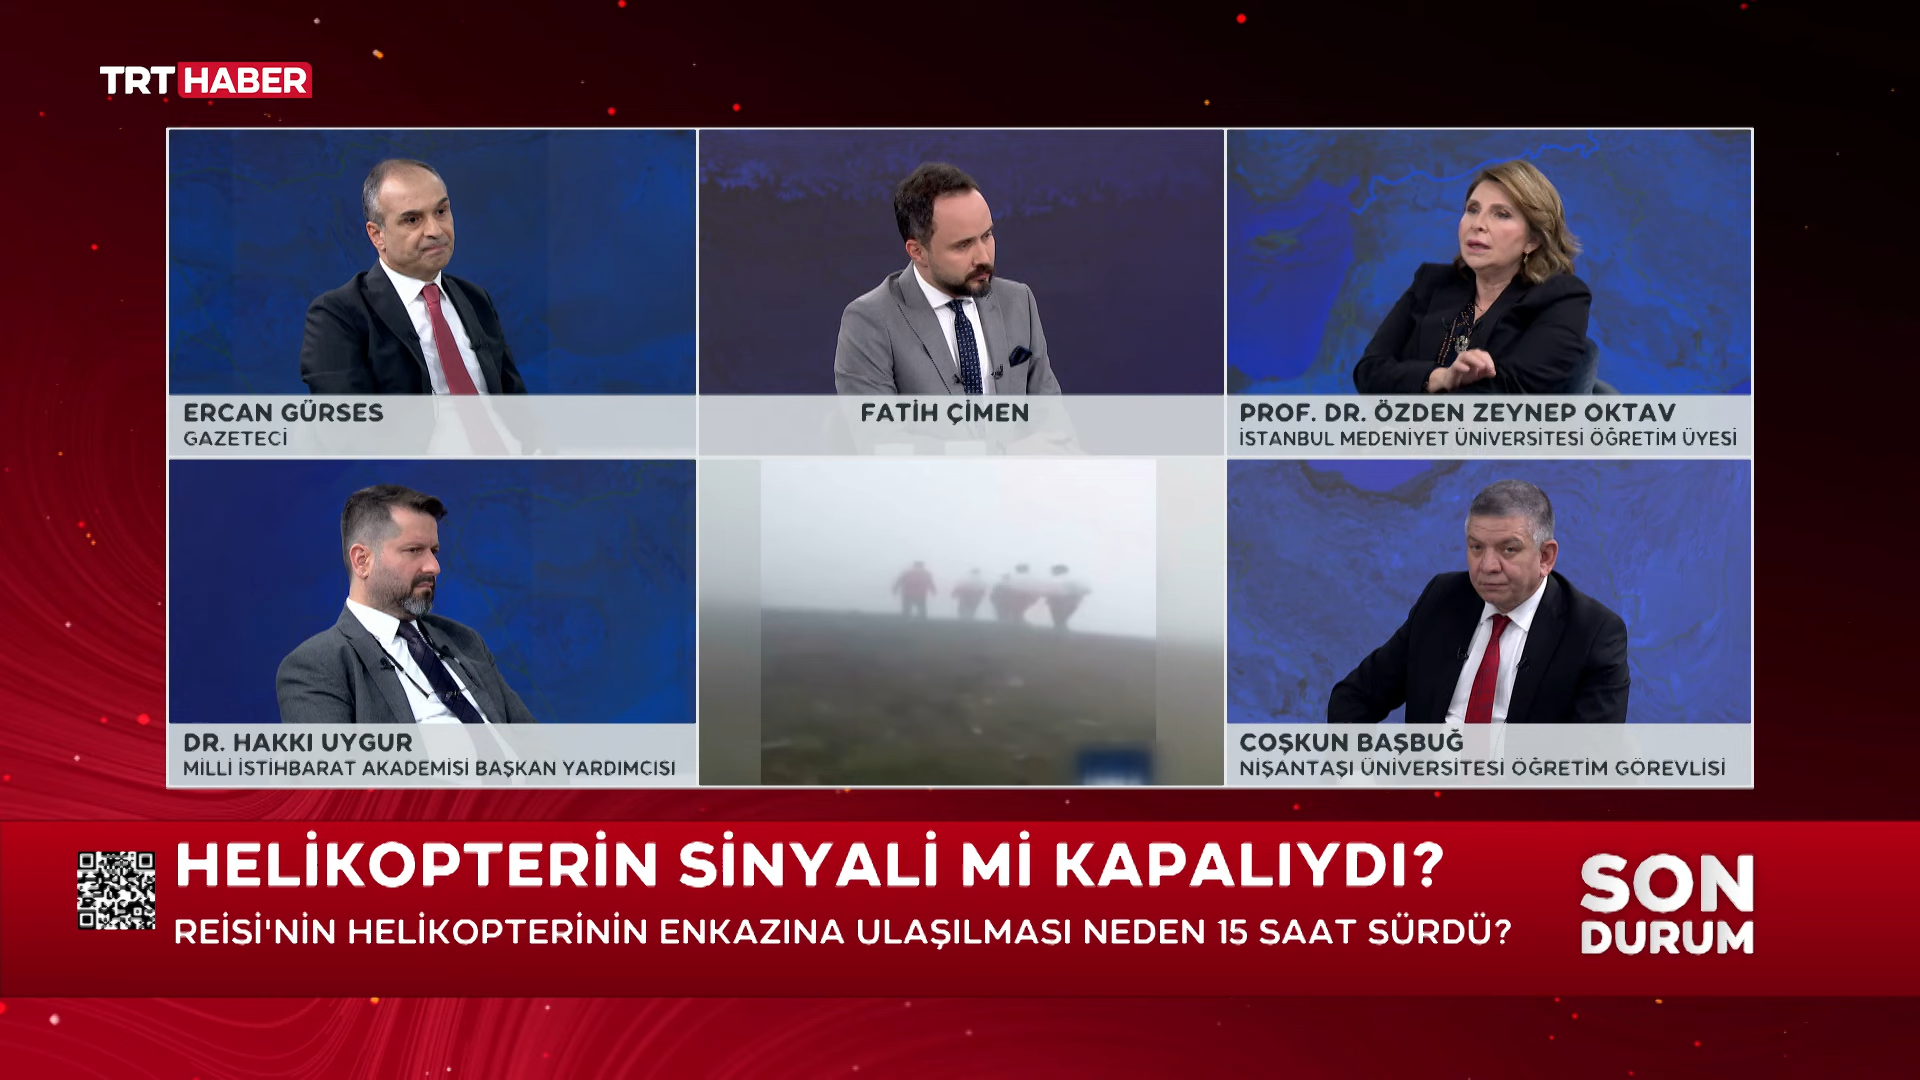 TRT HABER
ERCAN GÜRSES
GAZETECİ
FATİH ÇİMEN
PROF. DR. ÖZDEN ZEYNEP OKTAV
İSTANBUL MEDENİYET ÜNİVERSİTESİ ÖĞRETİM ÜYESİ
DR. HAKKI UYGUR
MİLLİ İSTİHBARAT AKADEMİSİ BAŞKAN YARDIMCISI
COŞKUN BAŞBUĞ
NİŞANTAŞI ÜNİVERSİTESİ ÖĞRETİM GÖREVLİSİ
HELİKOPTERİN SİNYALİ Mİ KAPALIYDI?
REİSİ'NİN HELİKOPTERİNİN ENKAZINA ULAŞILMASI NEDEN 15 SAAT SÜRDÜ?
SON
DURUM